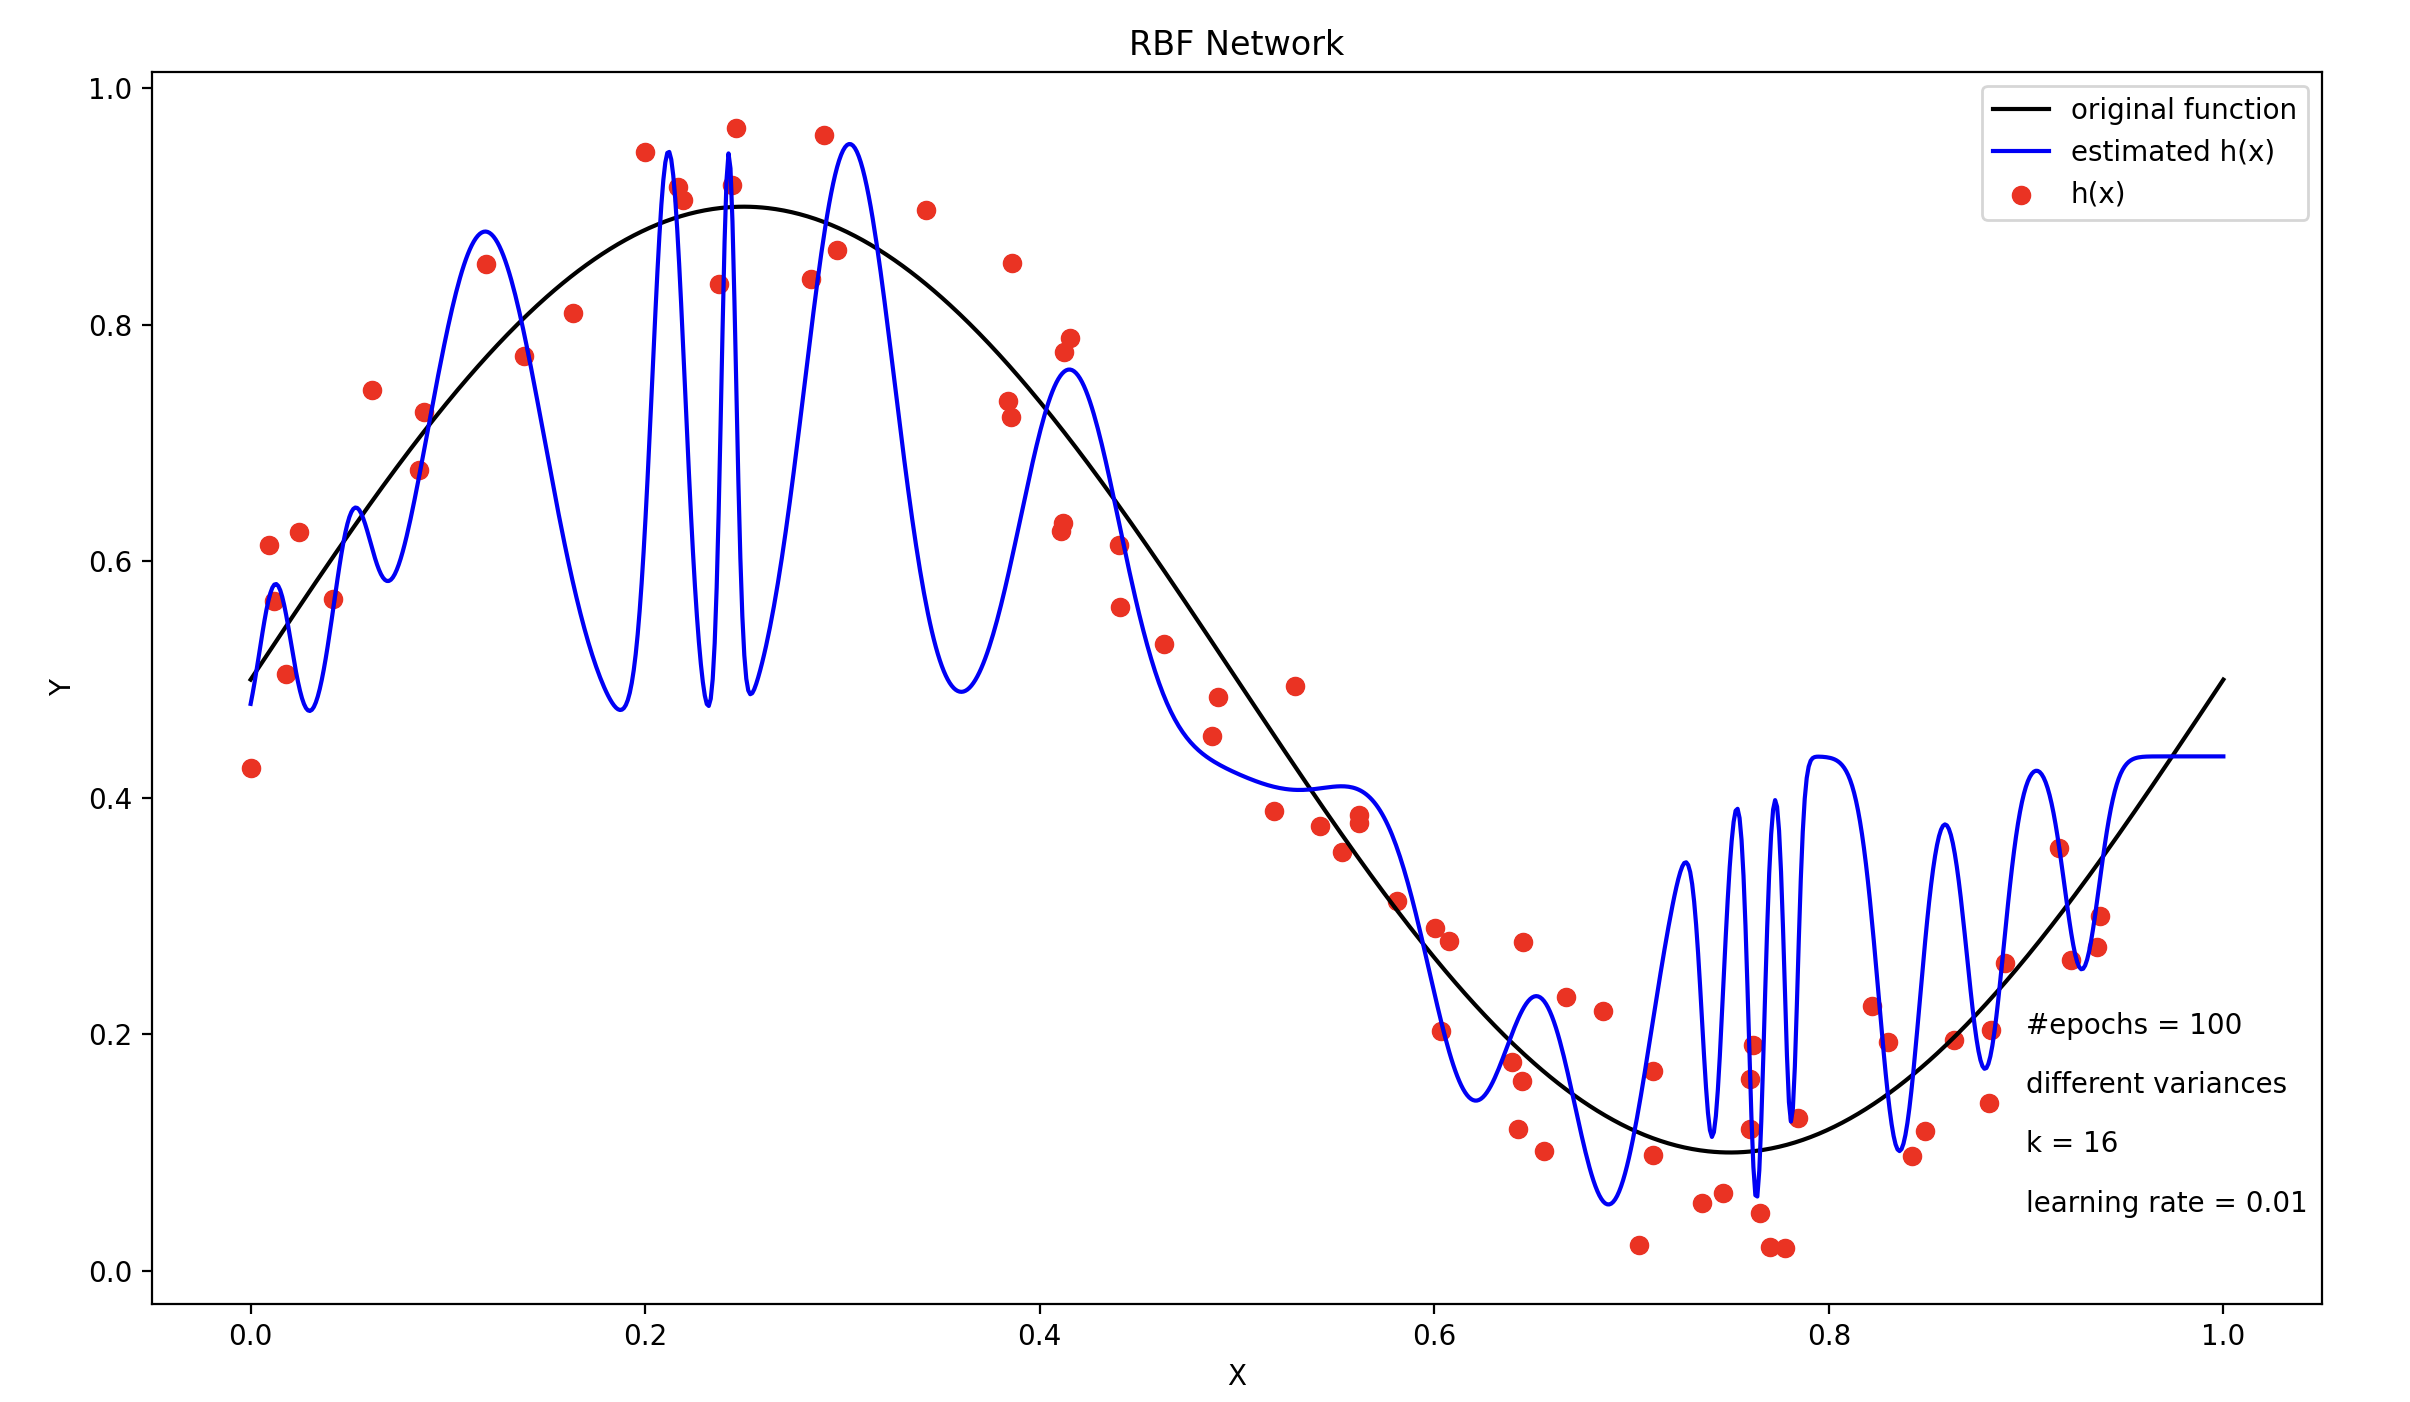 RBF Network
original function
estimated h(x)
h(x)
1.0
0.8
0.6
0.4
0.2
0.0
Y
#epochs = 100
different variances
k = 16
learning rate = 0.01
0.0 0.2 0.4 0.6 0.8 1.0
X